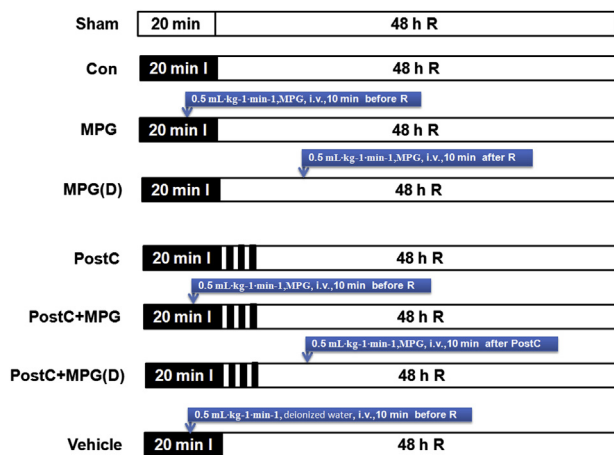 Sham 20 min 48 h R
Con 20 min I 48 h R
0.5 mL·kg-1·min-1,MPG, i.v.,10 min before R
MPG 20 min I 48 h R
0.5 mL·kg-1·min-1,MPG, i.v.,10 min after R
MPG(D) 20 min I 48 h R
PostC 20 min I 48 h R
0.5 mL·kg-1·min-1,MPG, i.v.,10 min before R
PostC+MPG 20 min I 48 h R
0.5 mL·kg-1·min-1,MPG, i.v.,10 min after PostC
PostC+MPG(D) 20 min I 48 h R
0.5 mL·kg-1·min-1, deionized water, i.v.,10 min before R
Vehicle 20 min I 48 h R